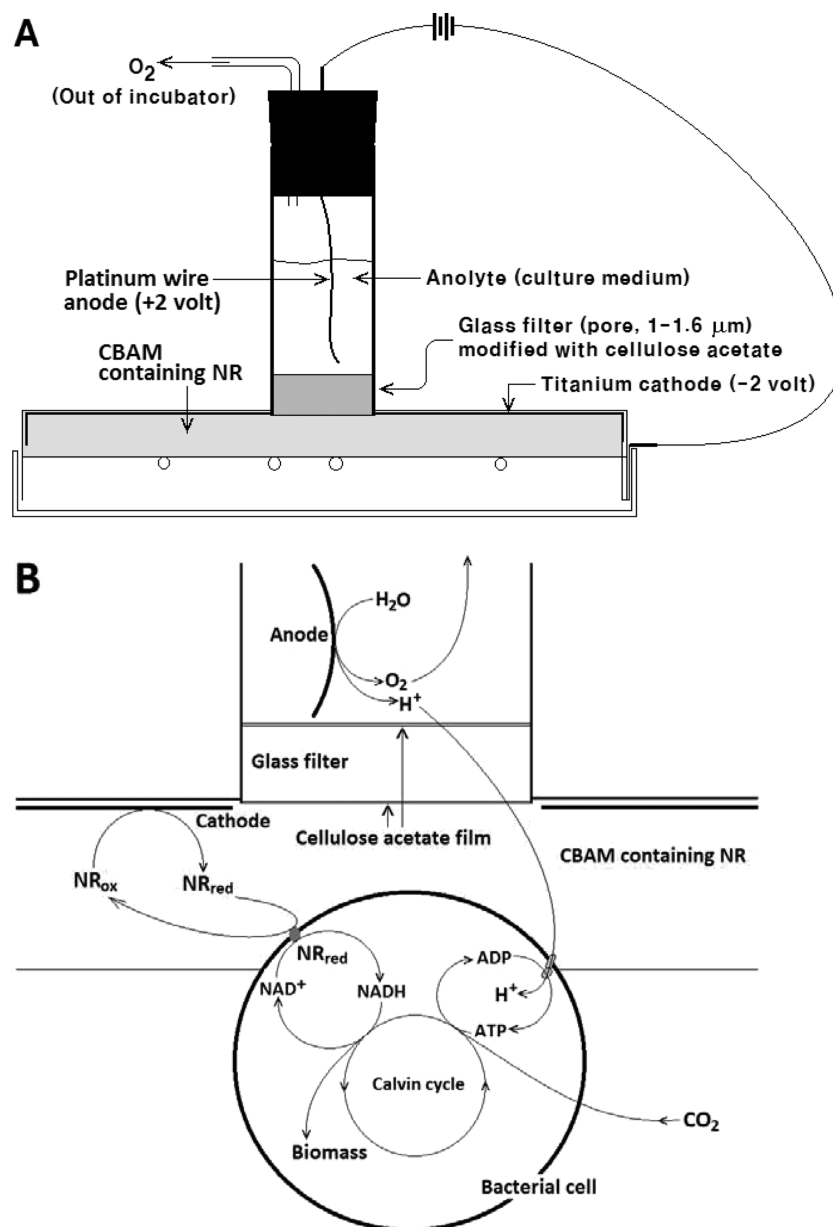 A
O2
(Out of incubator)
Platinum wire
anode (+2 volt)
Anolyte (culture medium)
Glass filter (pore, 1-1.6 μm)
modified with cellulose acetate
CBAM
containing NR
Titanium cathode (-2 volt)
B
H2O
Anode
O2
H+
Glass filter
Cathode
Cellulose acetate film
CBAM containing NR
NRox
NRred
NRred
NAD+
NADH
ADP
H+
ATP
Calvin cycle
CO2
Biomass
Bacterial cell